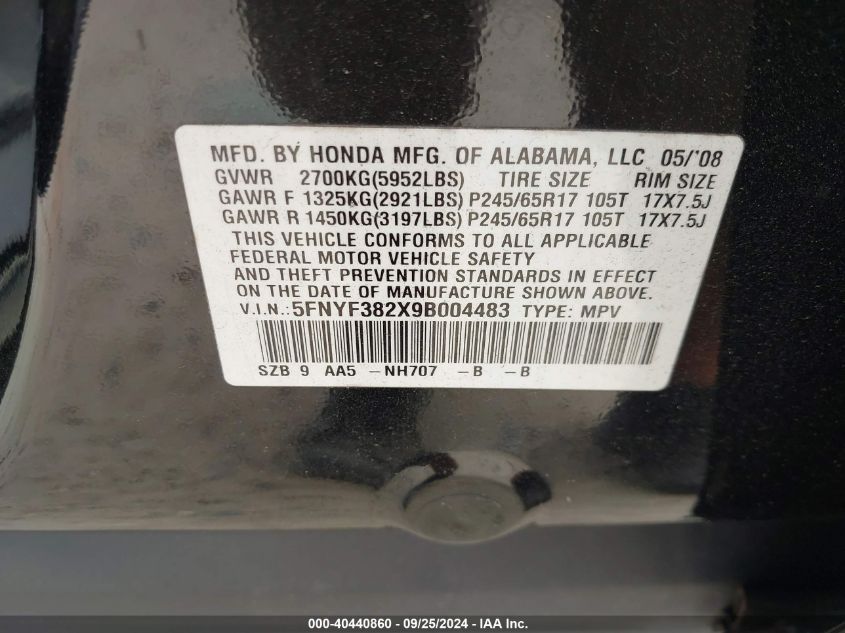 MFD. BY HONDA MFG. OF ALABAMA, LLC 05/'08
GVWR 2700KG(5952LBS) TIRE SIZE RIM SIZE
GAWR F 1325KG(2921LBS) P245/65R17 105T 17X7.5J
GAWR R 1450KG(3197LBS) P245/65R17 105T 17X7.5J
THIS VEHICLE CONFORMS TO ALL APPLICABLE
FEDERAL MOTOR VEHICLE SAFETY
AND THEFT PREVENTION STANDARDS IN EFFECT
ON THE DATE OF MANUFACTURE SHOWN ABOVE.
V.I.N.: 5FNYF382X9B004483 TYPE: MPV
SZB 9 AA5 –NH707 –B –B
000-40440860 - 09/25/2024 - IAA Inc.